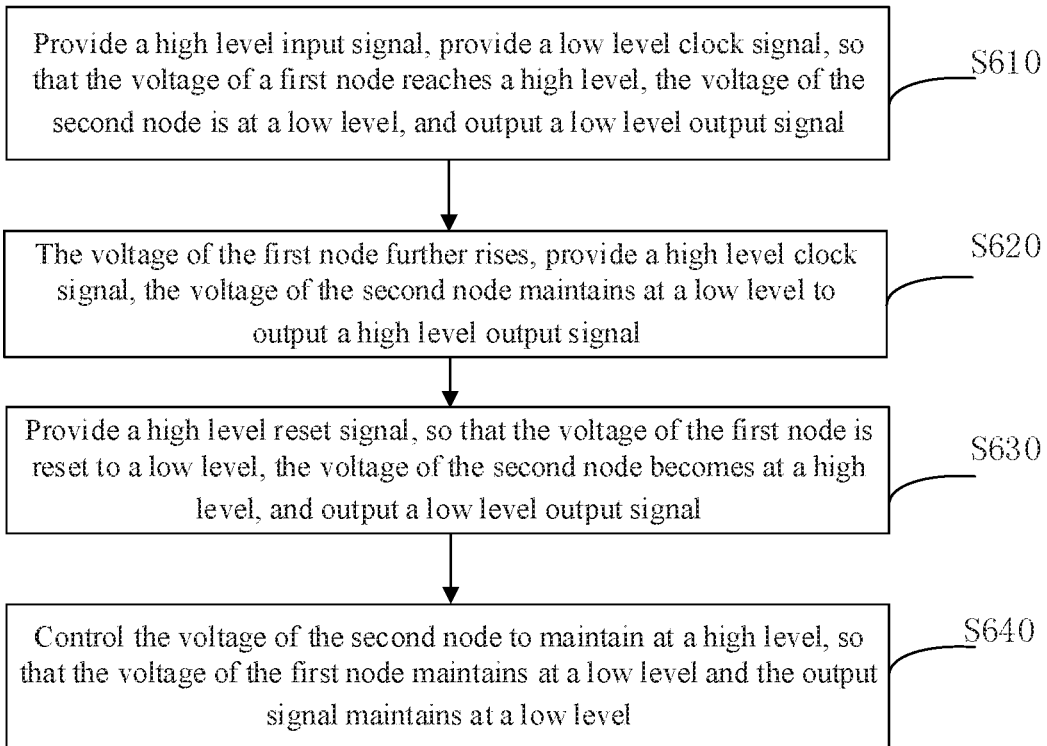 Provide a high level input signal, provide a low level clock signal, so
that the voltage of a first node reaches a high level, the voltage of the
second node is at a low level, and output a low level output signal
S610
The voltage of the first node further rises, provide a high level clock
signal, the voltage of the second node maintains at a low level to
output a high level output signal
S620
Provide a high level reset signal, so that the voltage of the first node is
reset to a low level, the voltage of the second node becomes at a high
level, and output a low level output signal
S630
Control the voltage of the second node to maintain at a high level, so
that the voltage of the first node maintains at a low level and the output
signal maintains at a low level
S640